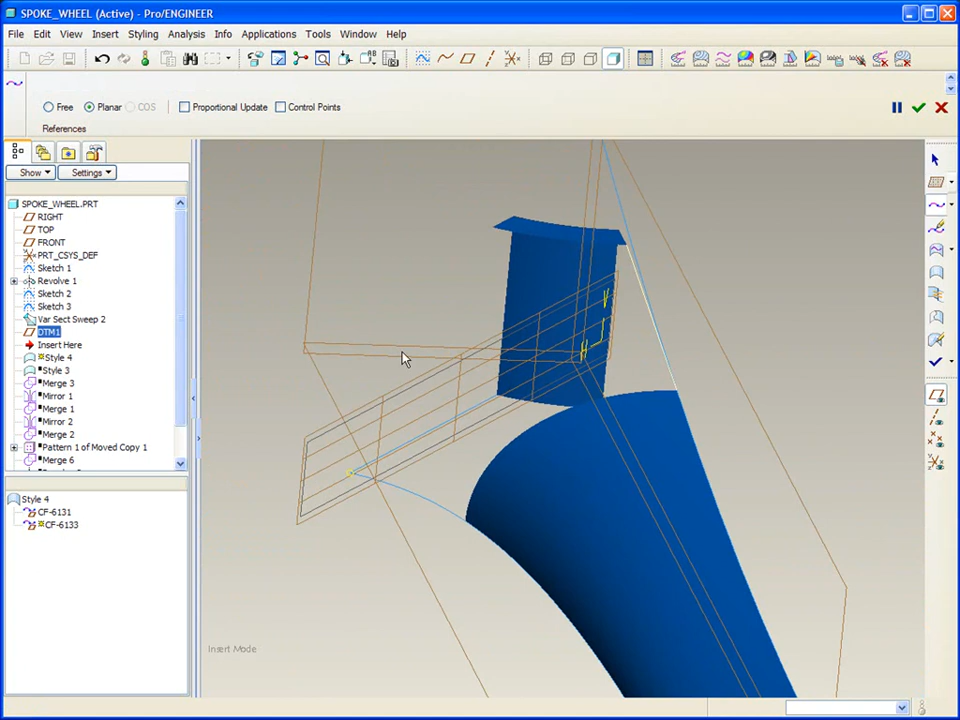 SPOKE_WHEEL (Active) - Pro/ENGINEER
File Edit View Insert Styling Analysis Info Applications Tools Window Help
Free Planar COS Proportional Update Control Points
References
Show Settings
SPOKE_WHEEL.PRT
RIGHT
TOP
FRONT
PRT_CSYS_DEF
Sketch 1
Revolve 1
Sketch 2
Sketch 3
Var Sect Sweep 2
DTM1
Insert Here
Style 4
Style 3
Merge 3
Mirror 1
Merge 1
Mirror 2
Merge 2
Pattern 1 of Moved Copy 1
Merge 6
Style 4
CF-6131
CF-6133
V
H
Insert Mode